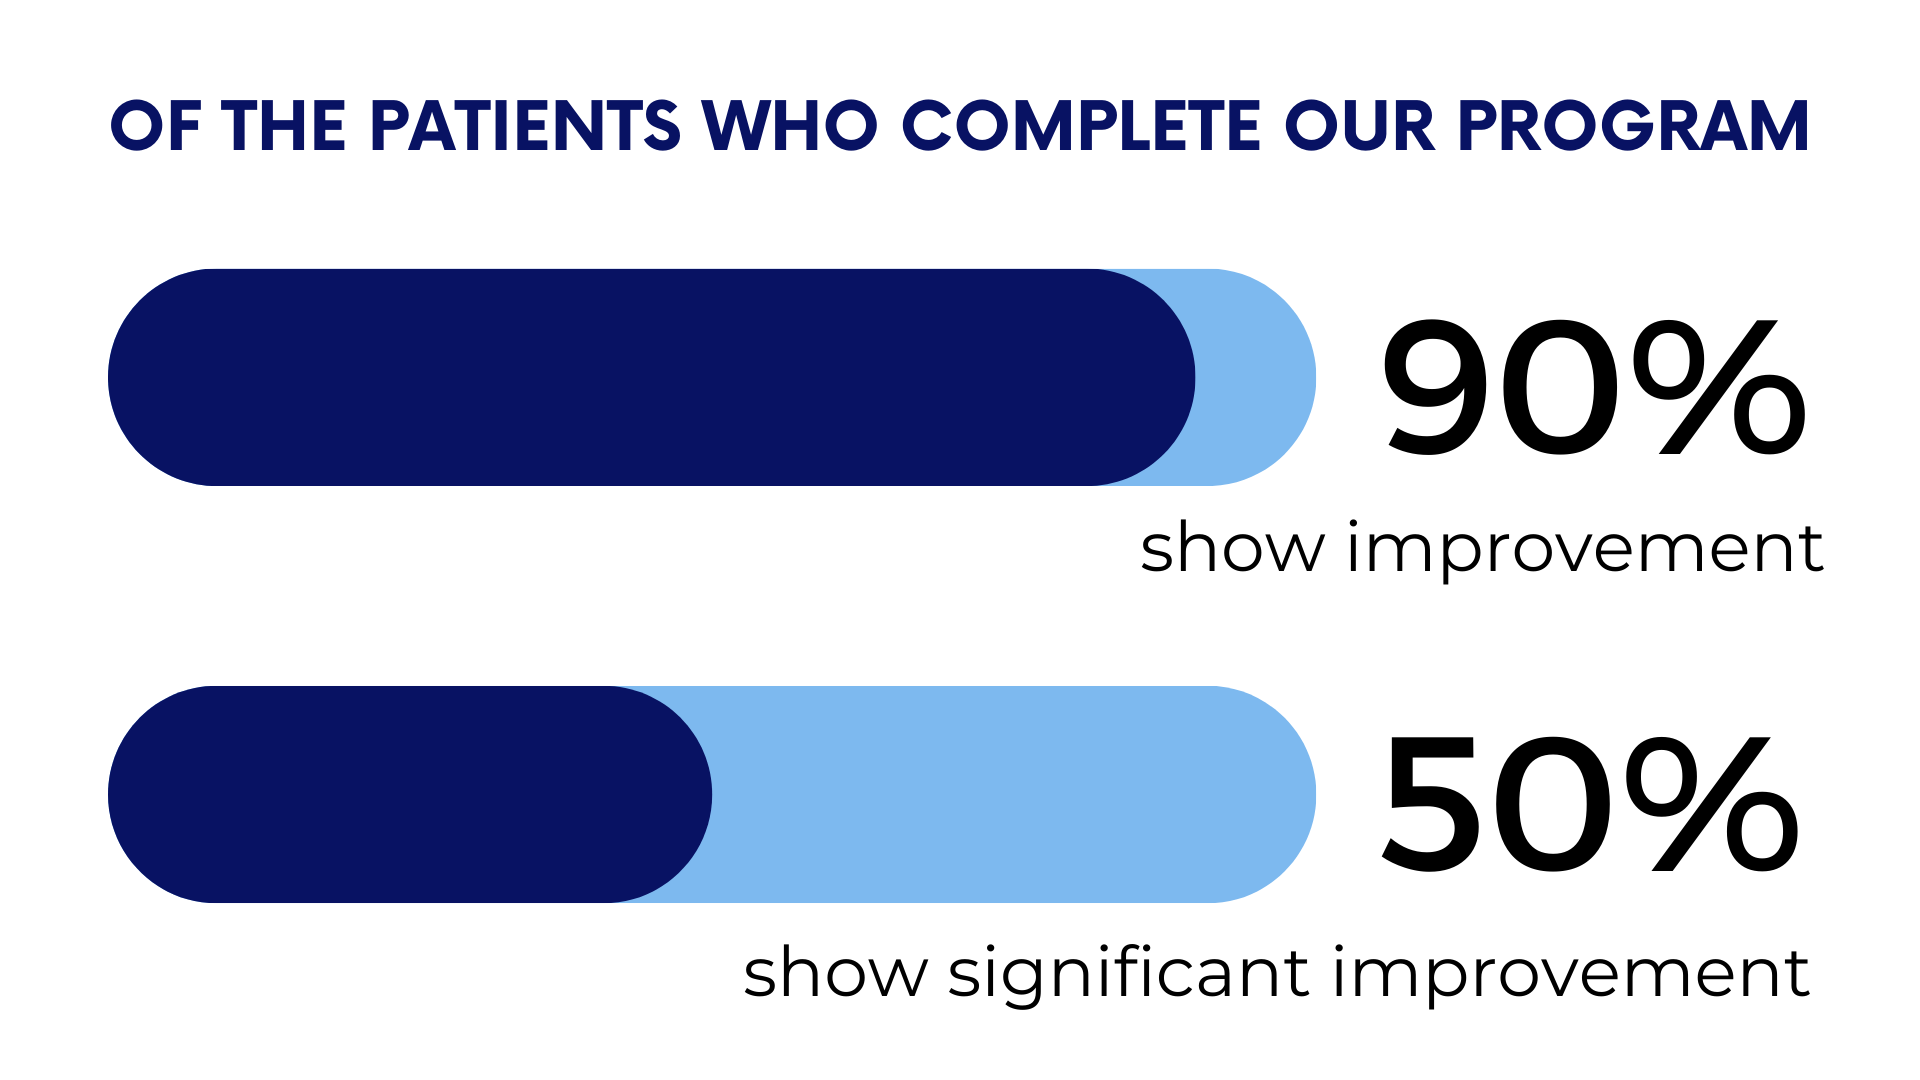 OF THE PATIENTS WHO COMPLETE OUR PROGRAM
90%
show improvement
50%
show significant improvement